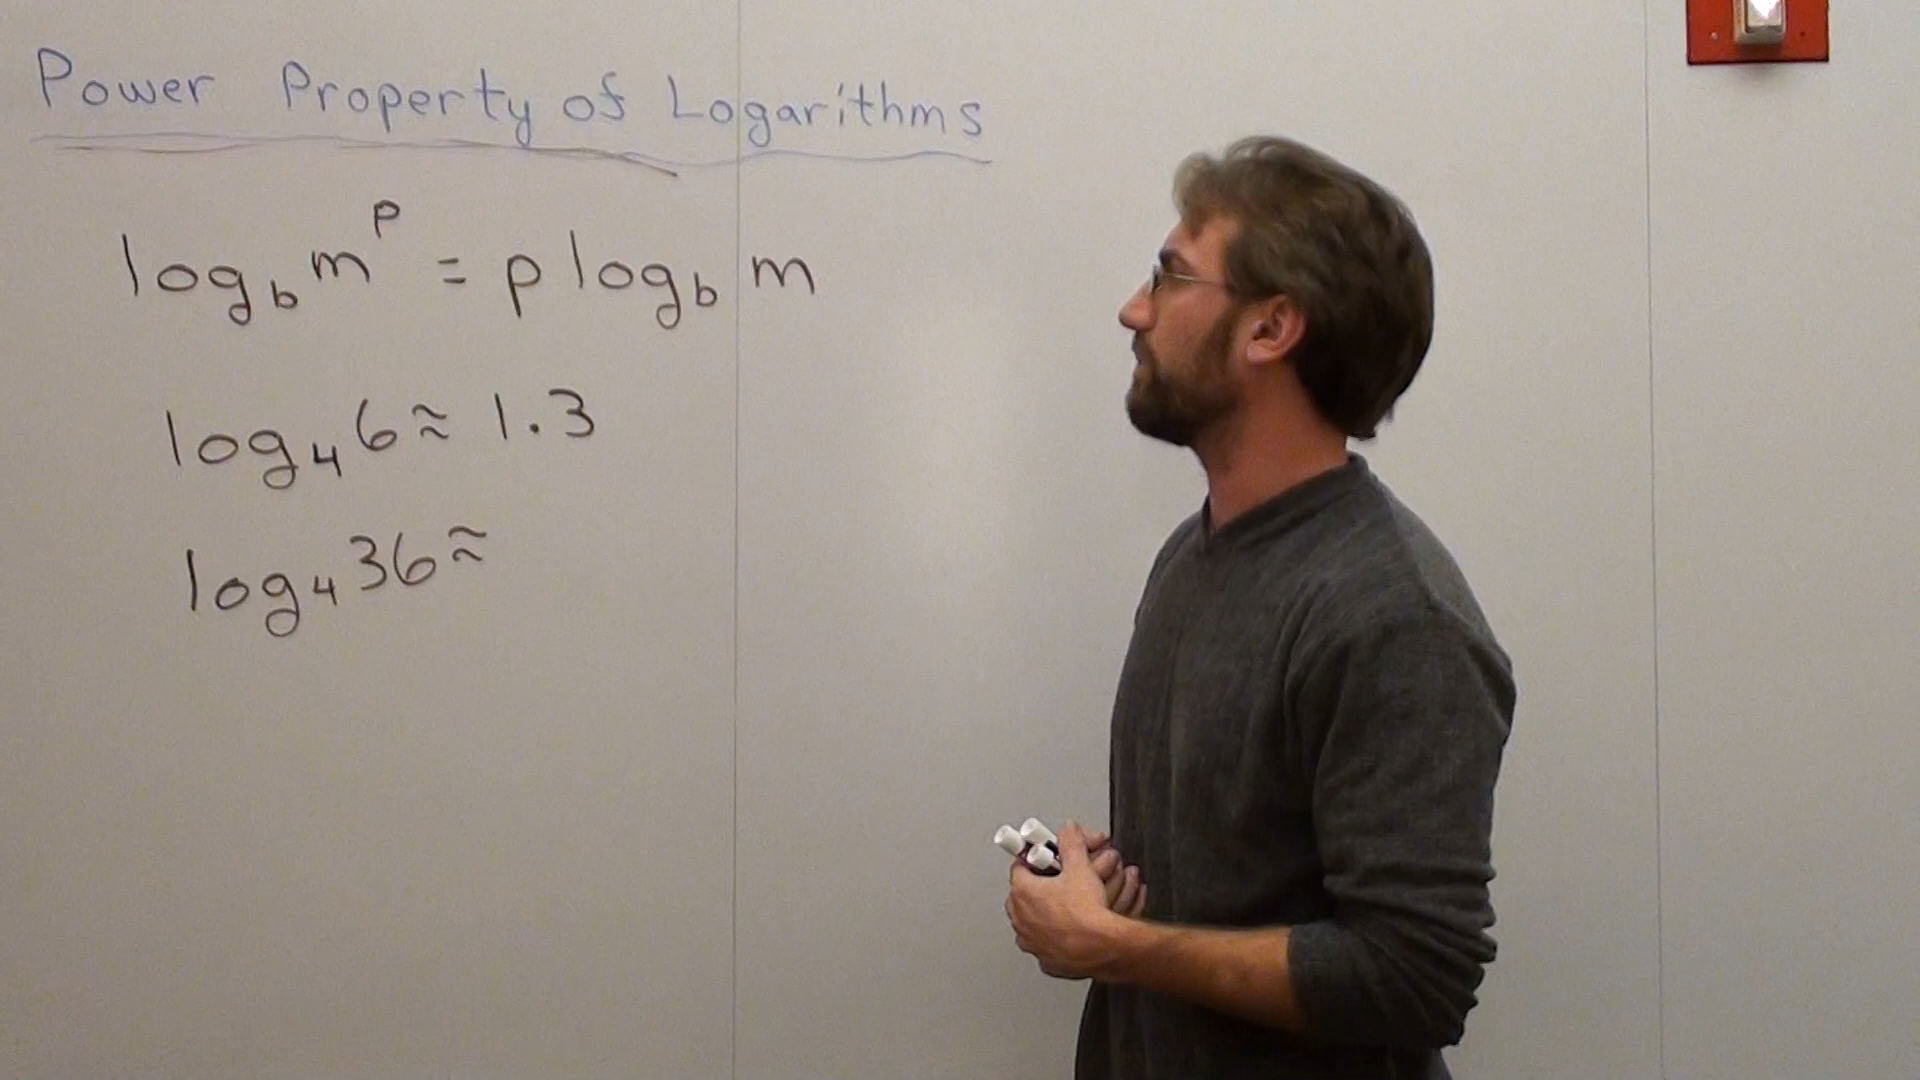 Power Property of Logarithms
log_b m^p = p log_b m
log_4 6 ≈ 1.3
log_4 36 ≈